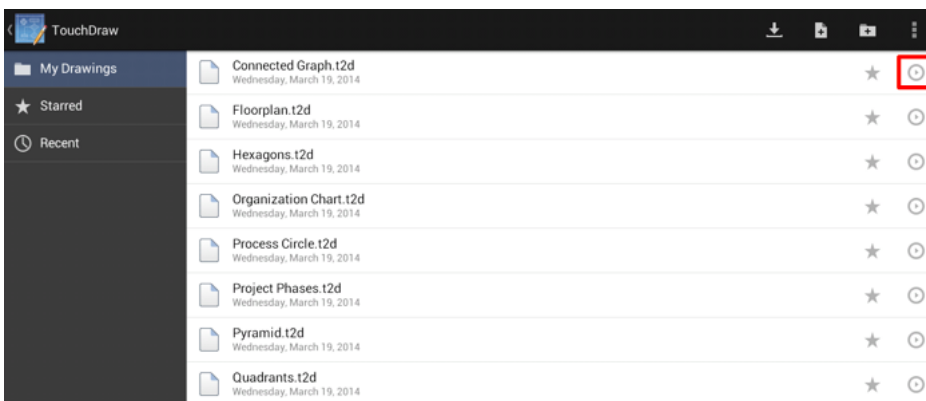 TouchDraw
My Drawings
Starred
Recent
Connected Graph.t2d
Wednesday, March 19, 2014
Floorplan.t2d
Wednesday, March 19, 2014
Hexagons.t2d
Wednesday, March 19, 2014
Organization Chart.t2d
Wednesday, March 19, 2014
Process Circle.t2d
Wednesday, March 19, 2014
Project Phases.t2d
Wednesday, March 19, 2014
Pyramid.t2d
Wednesday, March 19, 2014
Quadrants.t2d
Wednesday, March 19, 2014